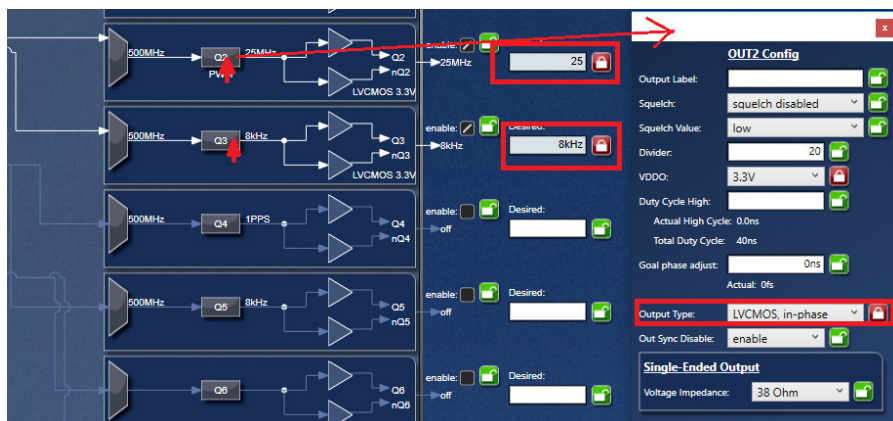 500MHz
Q2
25MHz
Q2
nQ2
LVCMOS 3.3V
enable:
25MHz
25
500MHz
Q3
8kHz
Q3
nQ3
LVCMOS 3.3V
enable:
8kHz
Desired:
8kHz
500MHz
Q4
1PPS
Q4
nQ4
enable:
off
Desired:
500MHz
Q5
8kHz
Q5
nQ5
enable:
off
Desired:
Q6
Q6
nQ6
enable:
off
Desired:
x
OUT2 Config
Output Label:
Squelch: squelch disabled
Squelch Value: low
Divider: 20
VDDO: 3.3V
Duty Cycle High:
Actual High Cycle: 0.0ns
Total Duty Cycle: 40ns
Goal phase adjust: 0ns
Actual: 0fs
Output Type: LVCMOS, in-phase
Out Sync Disable: enable
Single-Ended Output
Voltage Impedance: 38 Ohm